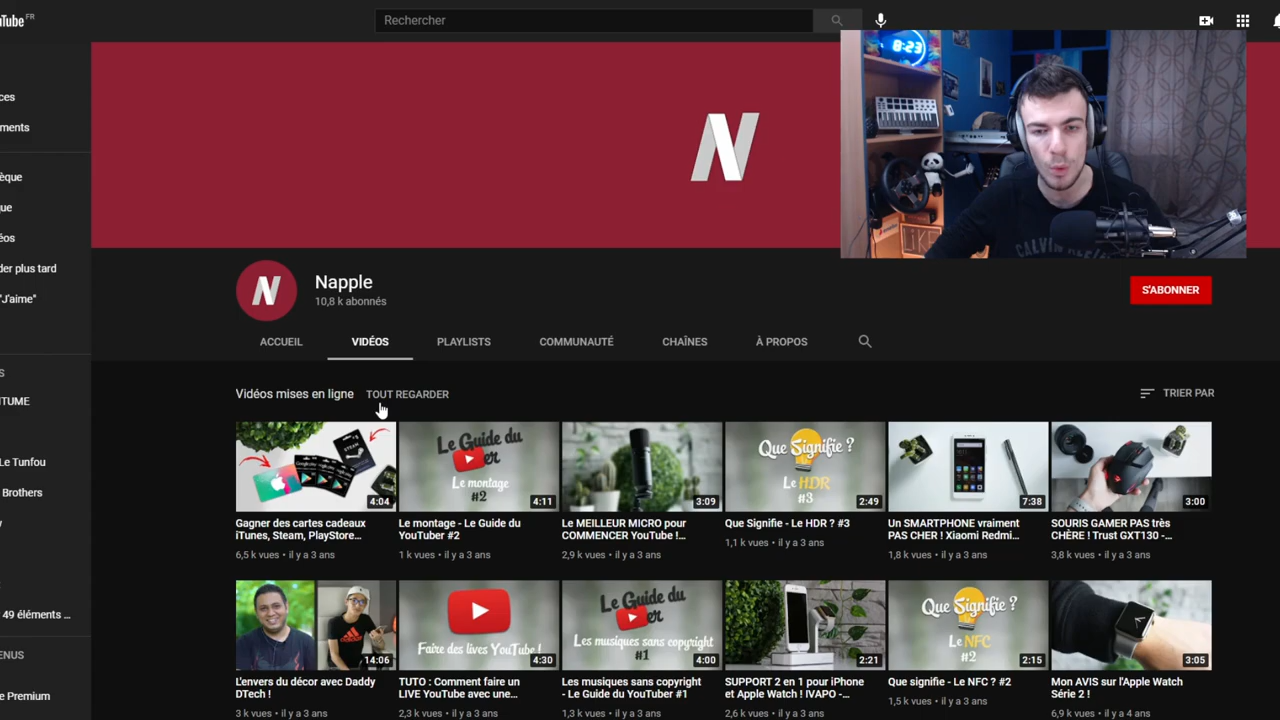 uTube FR
Rechercher
8:23
ces
ments
èque
que
éos
der plus tard
"J'aime"
S
ITUME
Le Tunfou
Brothers
49 éléments ...
ENUS
e Premium
N
LIKE
CALVIN
N
Napple
10,8 k abonnés
S'ABONNER
ACCUEIL
VIDÉOS
PLAYLISTS
COMMUNAUTÉ
CHAÎNES
À PROPOS
Vidéos mises en ligne
TOUT REGARDER
TRIER PAR
STEAM
4:04
Gagner des cartes cadeaux
iTunes, Steam, PlayStore...
6,5 k vues • il y a 3 ans
Le Guide du
er
Le montage
#2
4:11
Le montage - Le Guide du
YouTuber #2
1 k vues • il y a 3 ans
3:09
Le MEILLEUR MICRO pour
COMMENCER YouTube !...
2,9 k vues • il y a 3 ans
Que Signifie ?
Le HDR
#3
2:49
Que Signifie - Le HDR ? #3
1,1 k vues • il y a 3 ans
7:38
Un SMARTPHONE vraiment
PAS CHER ! Xiaomi Redmi...
1,8 k vues • il y a 3 ans
3:00
SOURIS GAMER PAS très
CHÈRE ! Trust GXT130 -...
3,8 k vues • il y a 3 ans
14:06
L'envers du décor avec Daddy
DTech !
3 k vues • il y a 3 ans
Faire des lives YouTube !
4:30
TUTO : Comment faire un
LIVE YouTube avec une...
2,3 k vues • il y a 3 ans
Le Guide du
er
Les musiques sans copyright
#1
4:00
Les musiques sans copyright
- Le Guide du YouTuber #1
1,3 k vues • il y a 3 ans
2:21
SUPPORT 2 en 1 pour iPhone
et Apple Watch ! iVAPO -...
2,6 k vues • il y a 3 ans
Que Signifie ?
Le NFC
#2
2:15
Que signifie - Le NFC ? #2
1,5 k vues • il y a 3 ans
3:05
Mon AVIS sur l'Apple Watch
Série 2 !
6,9 k vues • il y a 4 ans